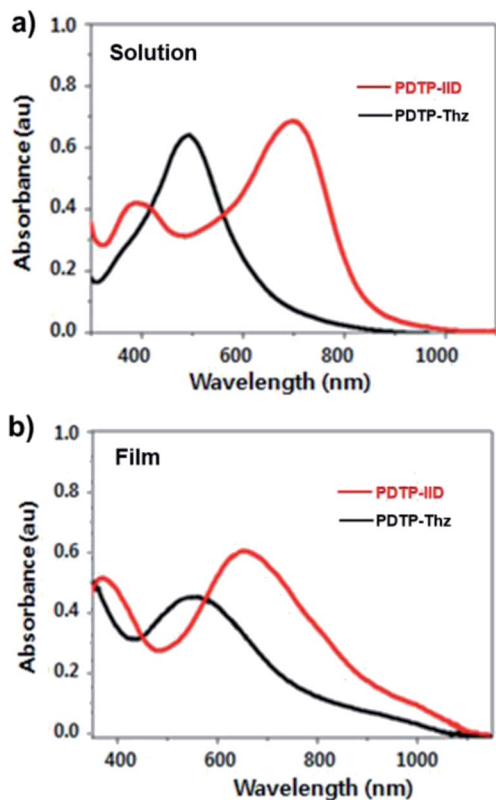 a)
1.0
Solution
0.8
PDTP-IID
PDTP-Thz
0.6
0.4
0.2
0.0
Absorbance (au)
400 600 800 1000
Wavelength (nm)
b)
1.0
Film
0.8
PDTP-IID
PDTP-Thz
0.6
0.4
0.2
0.0
Absorbance (au)
400 600 800 1000
Wavelength (nm)